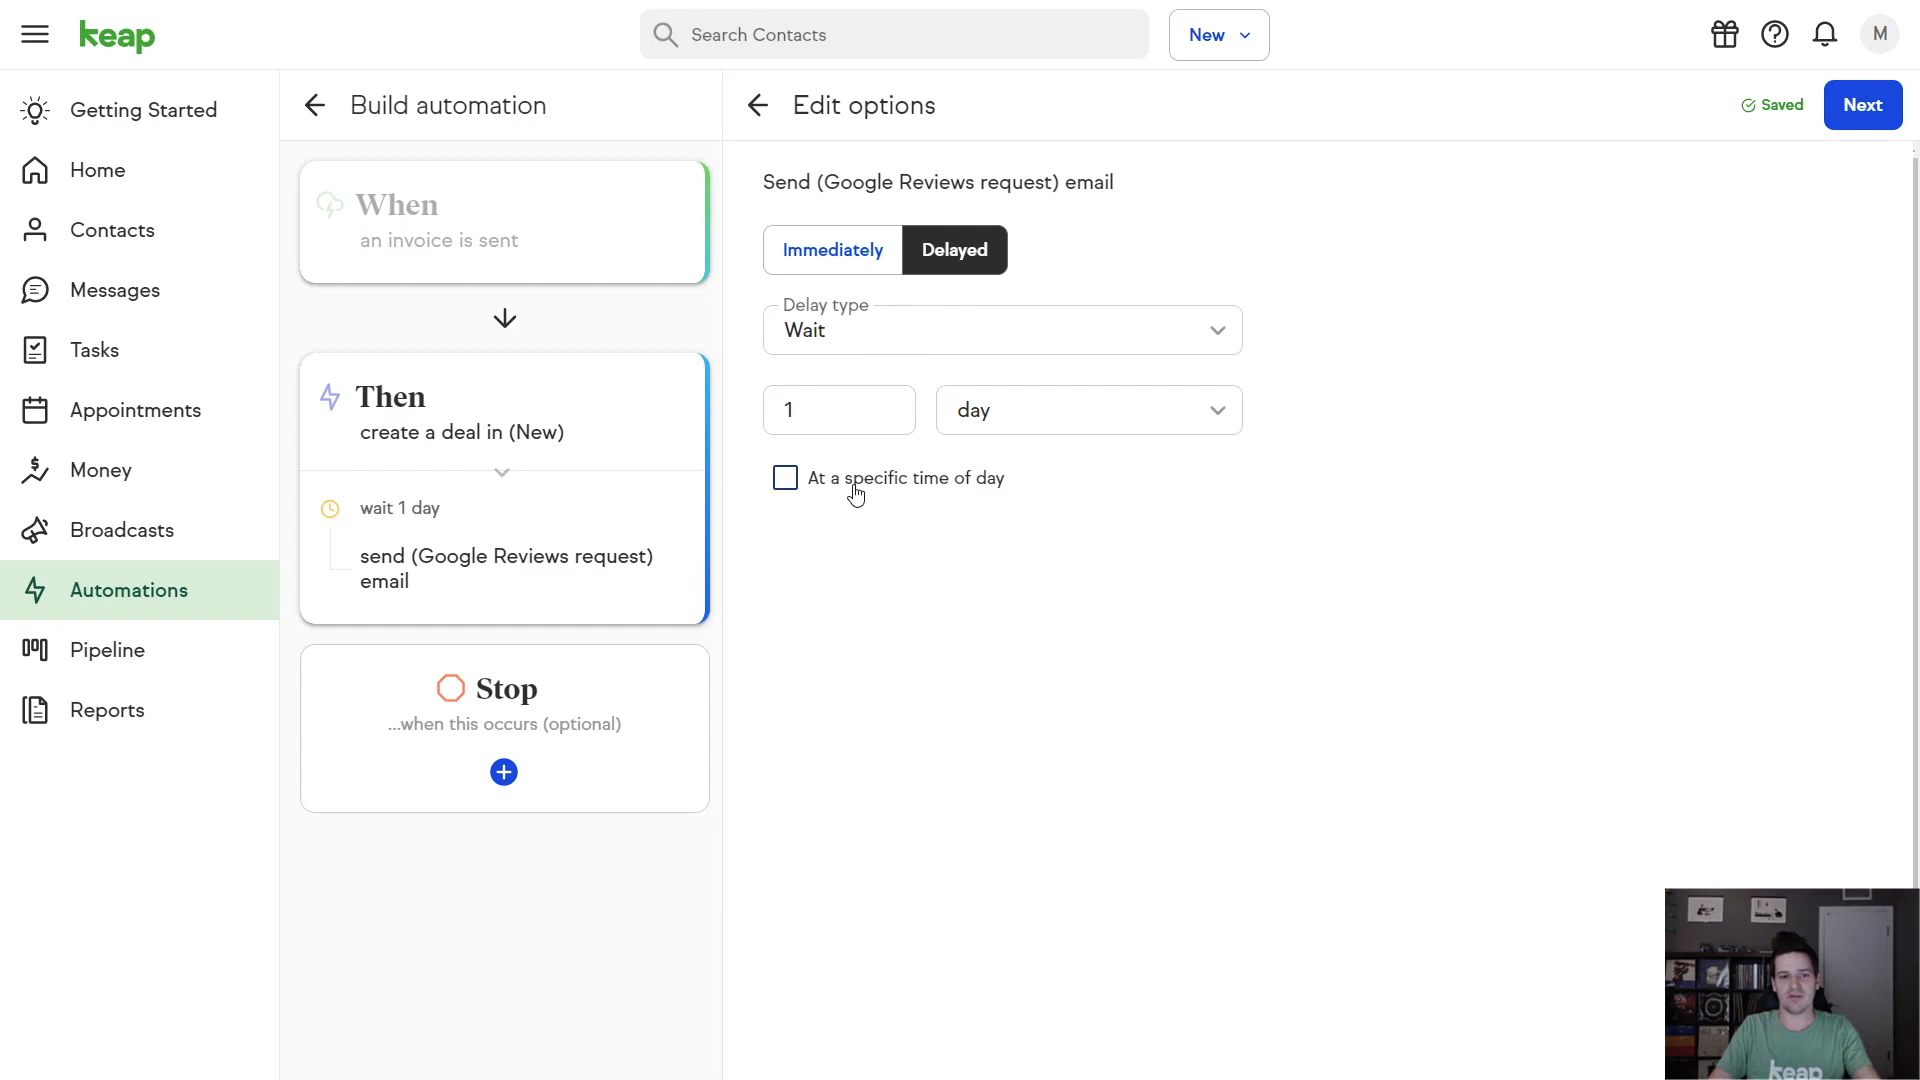 keap
Search Contacts
New
M
Getting Started
Home
Contacts
Messages
Tasks
Appointments
Money
Broadcasts
Automations
Pipeline
Reports
Build automation
When
an invoice is sent
Then
create a deal in (New)
wait 1 day
send (Google Reviews request)
email
Stop
...when this occurs (optional)
Edit options
Saved
Next
Send (Google Reviews request) email
Immediately
Delayed
Delay type
Wait
1
day
At a specific time of day
keap